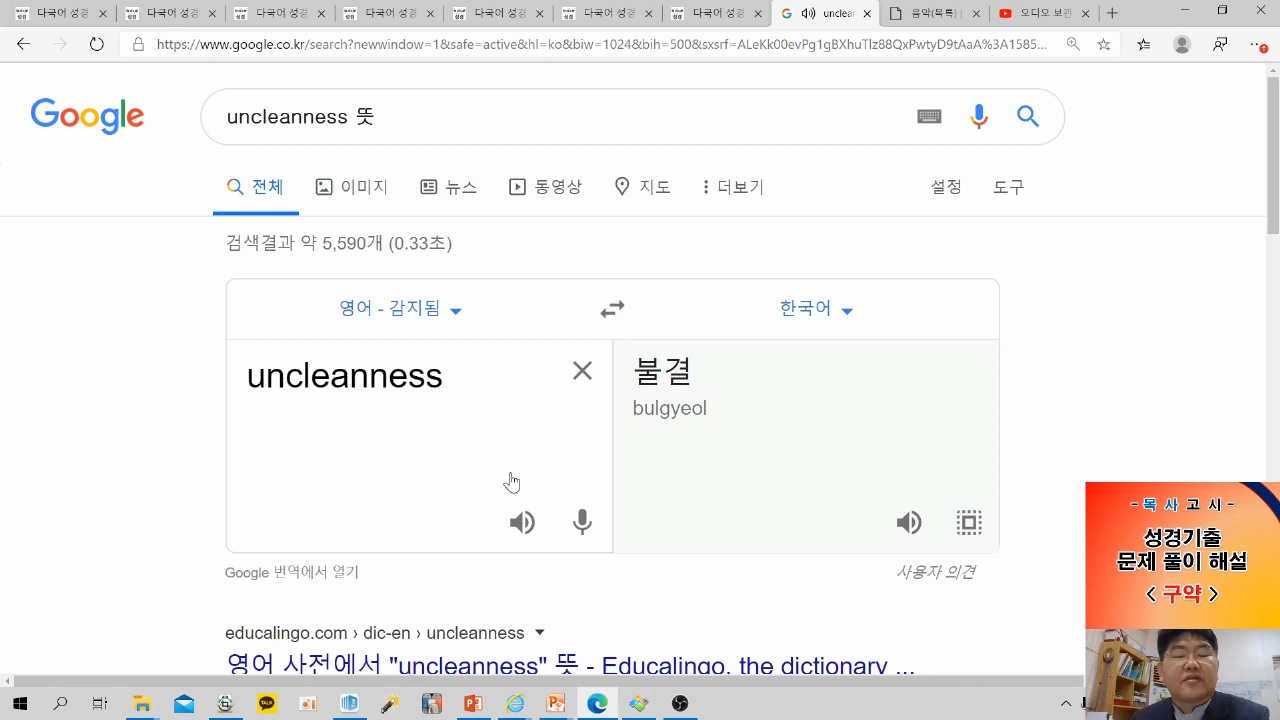 다국어 성경
다국어 성경
다국어 성경
다국어 성경
다국어 성경
다국어 성경
다국어 성경
unclear
음악(목록)
오디오 보관
https://www.google.co.kr/search?newwindow=1&safe=active&hl=ko&biw=1024&bih=500&sxsrf=ALeKk00evPg1gBXhuTlz88QxPwtyD9tAaA%3A1585...
Google
uncleanness 뜻
전체
이미지
뉴스
동영상
지도
더보기
설정
도구
검색결과 약 5,590개 (0.33초)
영어 - 감지됨
한국어
uncleanness
불결
bulgyeol
Google 번역에서 열기
사용자 의견
educalingo.com › dic-en › uncleanness
영어 사전에서 "uncleanness" 뜻 - Educalingo, the dictionary ...
- 목 사 고 시 -
성경기출
문제 풀이 해설
< 구약 >